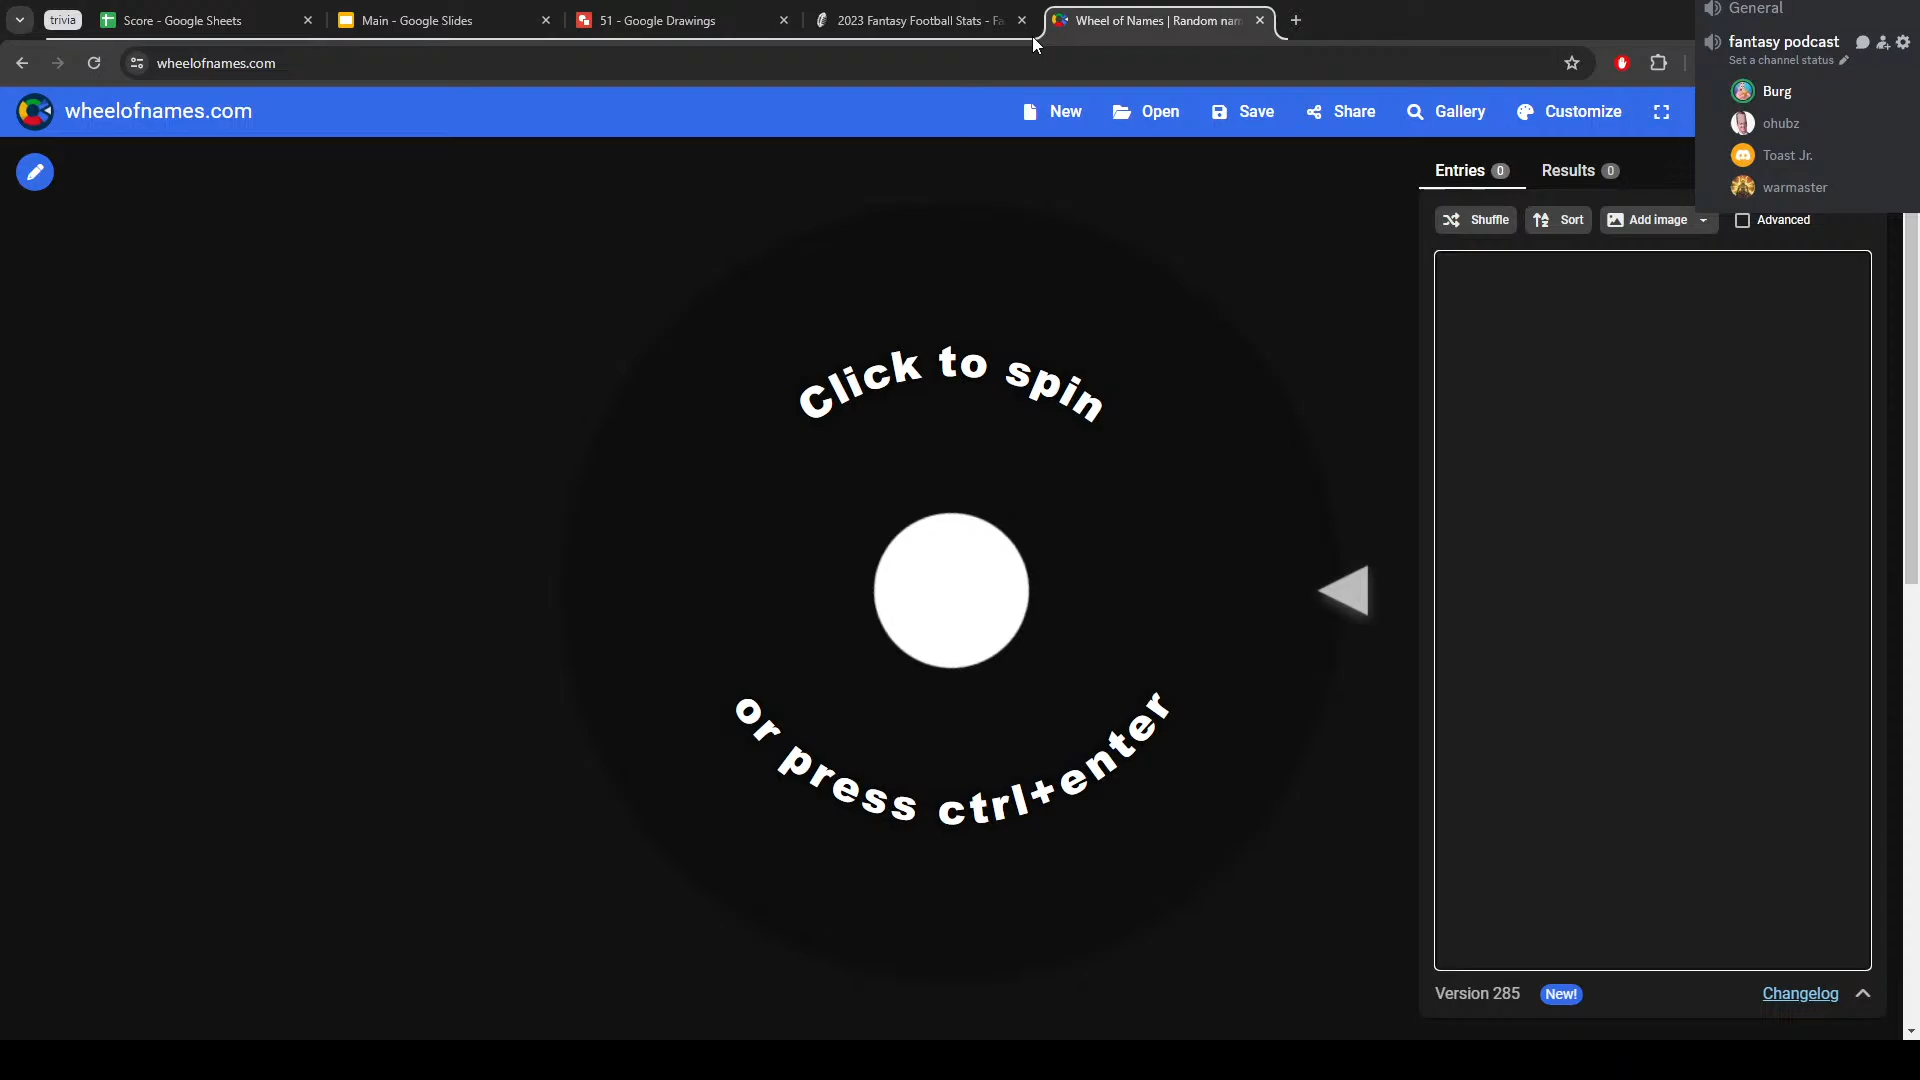 trivia
Score - Google Sheets
Main - Google Slides
51 - Google Drawings
2023 Fantasy Football Stats - Fa
Wheel of Names | Random nam
General
fantasy podcast
Set a channel status
Burg
ohubz
Toast Jr.
warmaster
wheelofnames.com
wheelofnames.com
New
Open
Save
Share
Gallery
Customize
Entries 0
Results 0
Shuffle
Sort
Add image
Advanced
Click to spin
or press ctrl+enter
Version 285
New!
Changelog